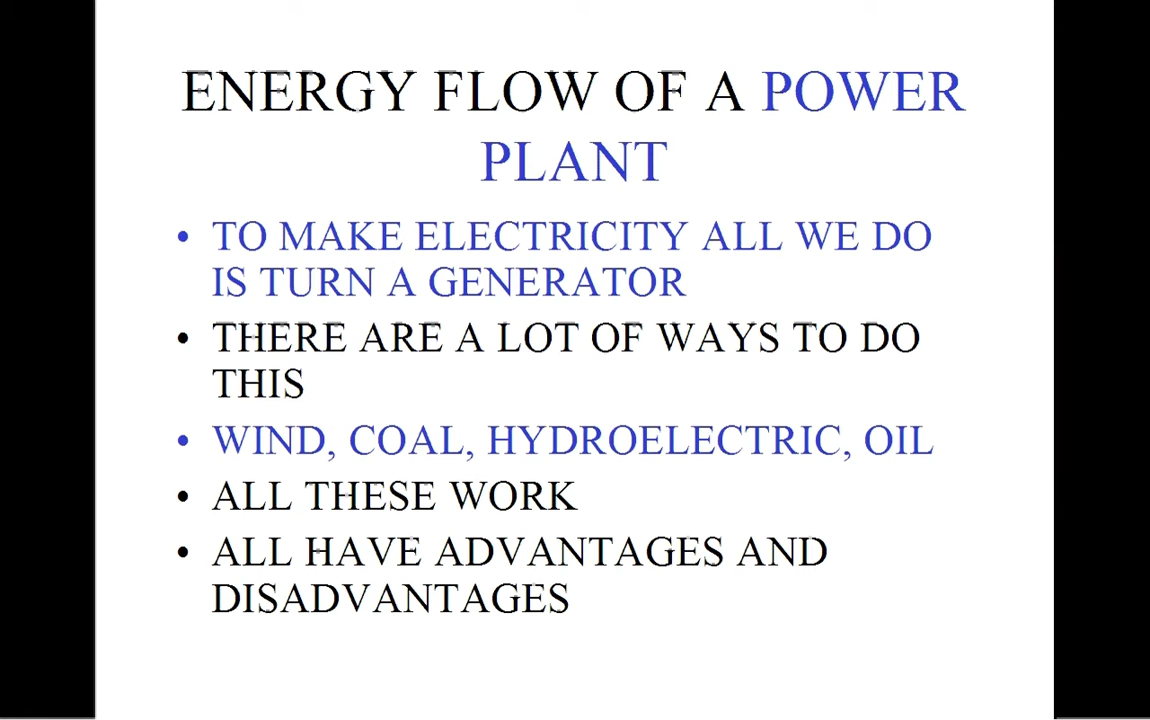 ENERGY FLOW OF A POWER
PLANT
• TO MAKE ELECTRICITY ALL WE DO
IS TURN A GENERATOR
• THERE ARE A LOT OF WAYS TO DO
THIS
• WIND, COAL, HYDROELECTRIC, OIL
• ALL THESE WORK
• ALL HAVE ADVANTAGES AND
DISADVANTAGES